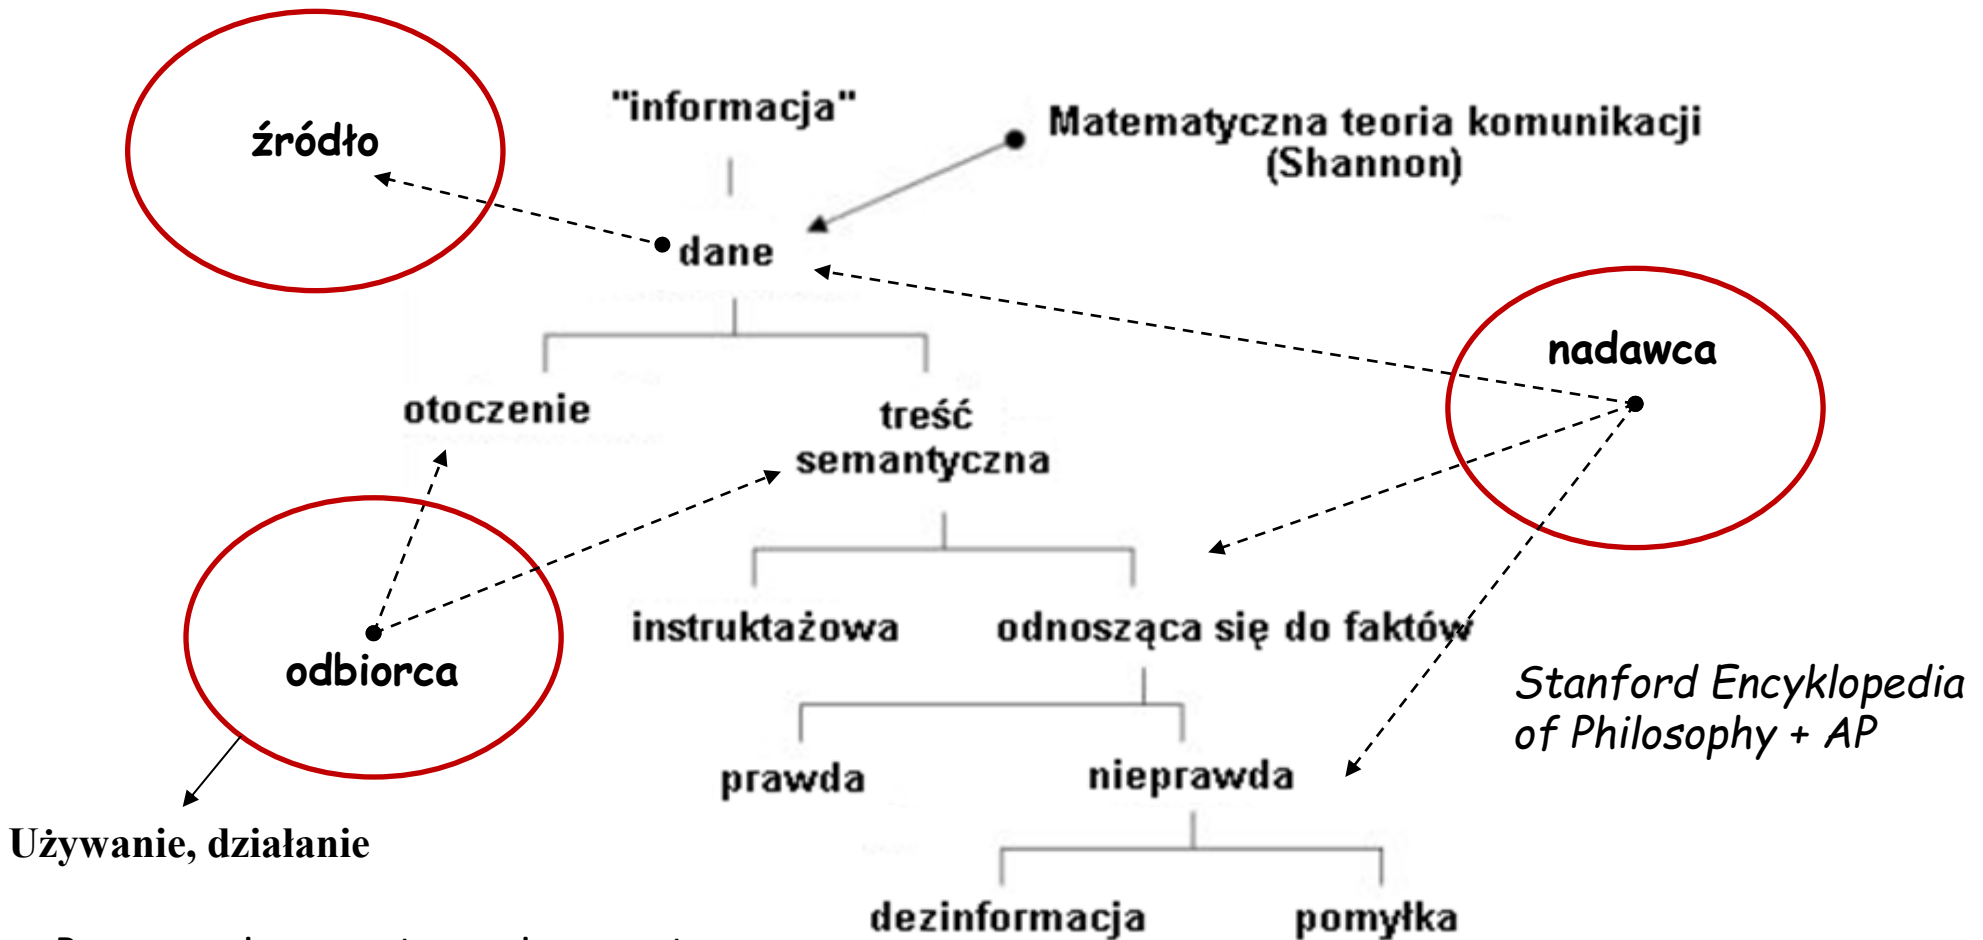 źródło
"informacja"
Matematyczna teoria komunikacji
(Shannon)
dane
nadawca
otoczenie
treść
semantyczna
instruktażowa
odnosząca się do faktów
odbiorca
Stanford Encyklopedia
of Philosophy + AP
prawda
nieprawda
Używanie, działanie
dezinformacja
pomyłka